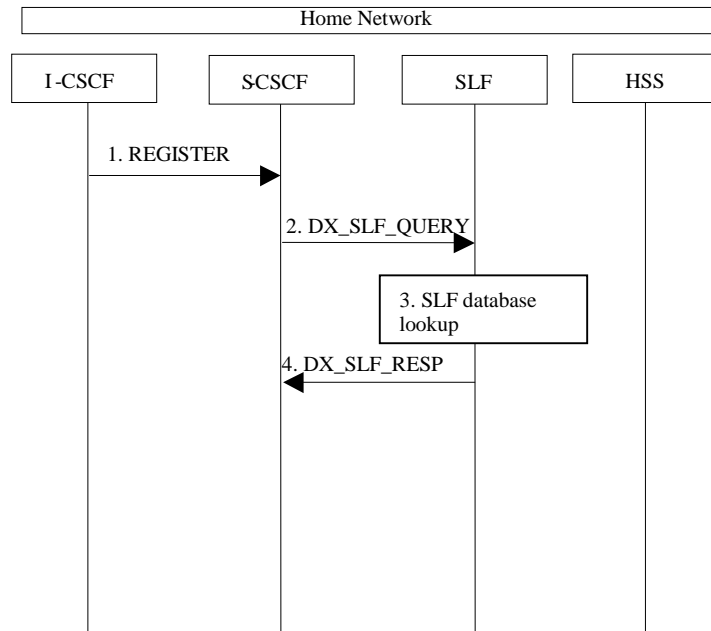 Home Network
I-CSCF
S-CSCF
SLF
HSS
1. REGISTER
2. DX_SLF_QUERY
3. SLF database
lookup
4. DX_SLF_RESP